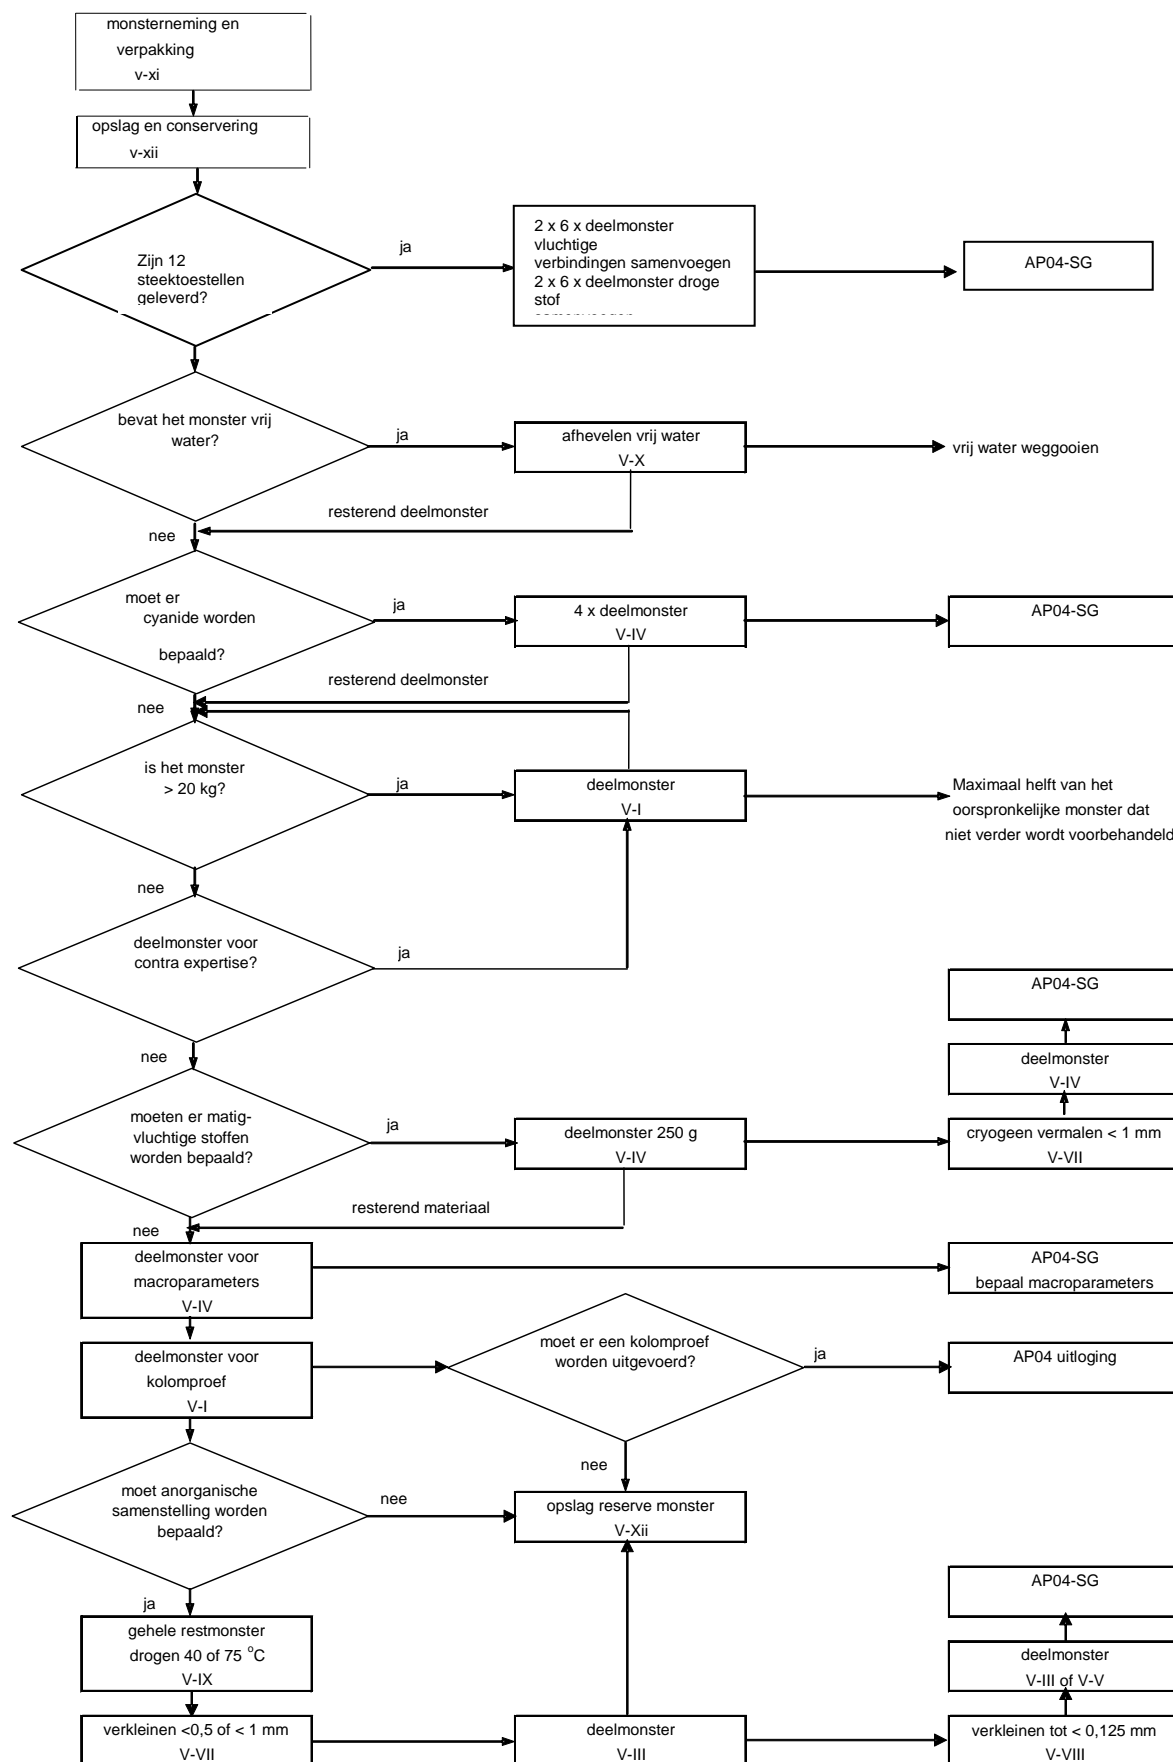 monsterneming en
verpakking
v-xi
opslag en conservering
v-xii
Zijn 12
steektoestellen
geleverd?
ja
2 x 6 x deelmonster
vluchtige
verbindingen samenvoegen
2 x 6 x deelmonster droge
stof
samenvoegen
AP04-SG
bevat het monster vrij
water?
ja
afhevelen vrij water
V-X
vrij water weggooien
resterend deelmonster
nee
moet er
cyanide worden
bepaald?
ja
4 x deelmonster
V-IV
AP04-SG
resterend deelmonster
nee
is het monster
> 20 kg?
ja
deelmonster
V-I
Maximaal helft van het
oorspronkelijke monster dat
niet verder wordt voorbehandeld
nee
deelmonster voor
contra expertise?
ja
nee
AP04-SG
deelmonster
V-IV
moeten er matig-
vluchtige stoffen
worden bepaald?
ja
deelmonster 250 g
V-IV
cryogeen vermalen < 1 mm
V-VII
resterend materiaal
nee
deelmonster voor
macroparameters
V-IV
AP04-SG
bepaal macroparameters
deelmonster voor
kolomproef
V-I
moet er een kolomproef
worden uitgevoerd?
ja
AP04 uitloging
nee
moet anorganische
samenstelling worden
bepaald?
nee
opslag reserve monster
V-Xii
ja
gehele restmonster
drogen 40 of 75 °C
V-IX
AP04-SG
deelmonster
V-III of V-V
verkleinen <0,5 of < 1 mm
V-VII
deelmonster
V-III
verkleinen tot < 0,125 mm
V-VIII